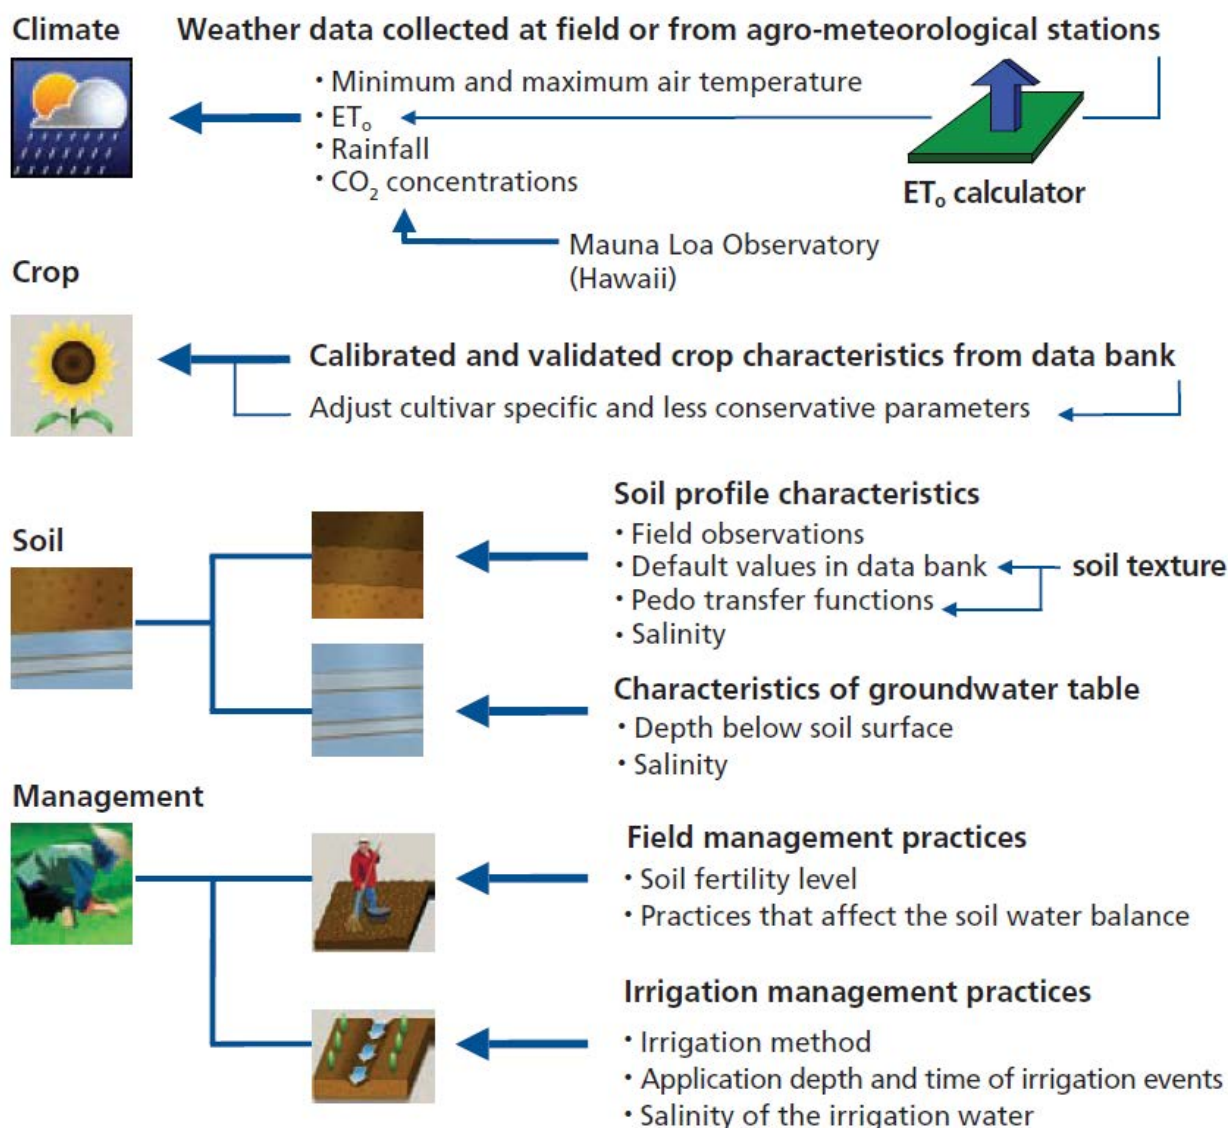 Climate
Weather data collected at field or from agro-meteorological stations
· Minimum and maximum air temperature
· ETₒ
· Rainfall
· CO₂ concentrations
ETₒ calculator
Mauna Loa Observatory
(Hawaii)
Crop
Calibrated and validated crop characteristics from data bank
Adjust cultivar specific and less conservative parameters
Soil
Soil profile characteristics
· Field observations
· Default values in data bank
· Pedo transfer functions
· Salinity
soil texture
Characteristics of groundwater table
· Depth below soil surface
· Salinity
Management
Field management practices
· Soil fertility level
· Practices that affect the soil water balance
Irrigation management practices
· Irrigation method
· Application depth and time of irrigation events
· Salinity of the irrigation water